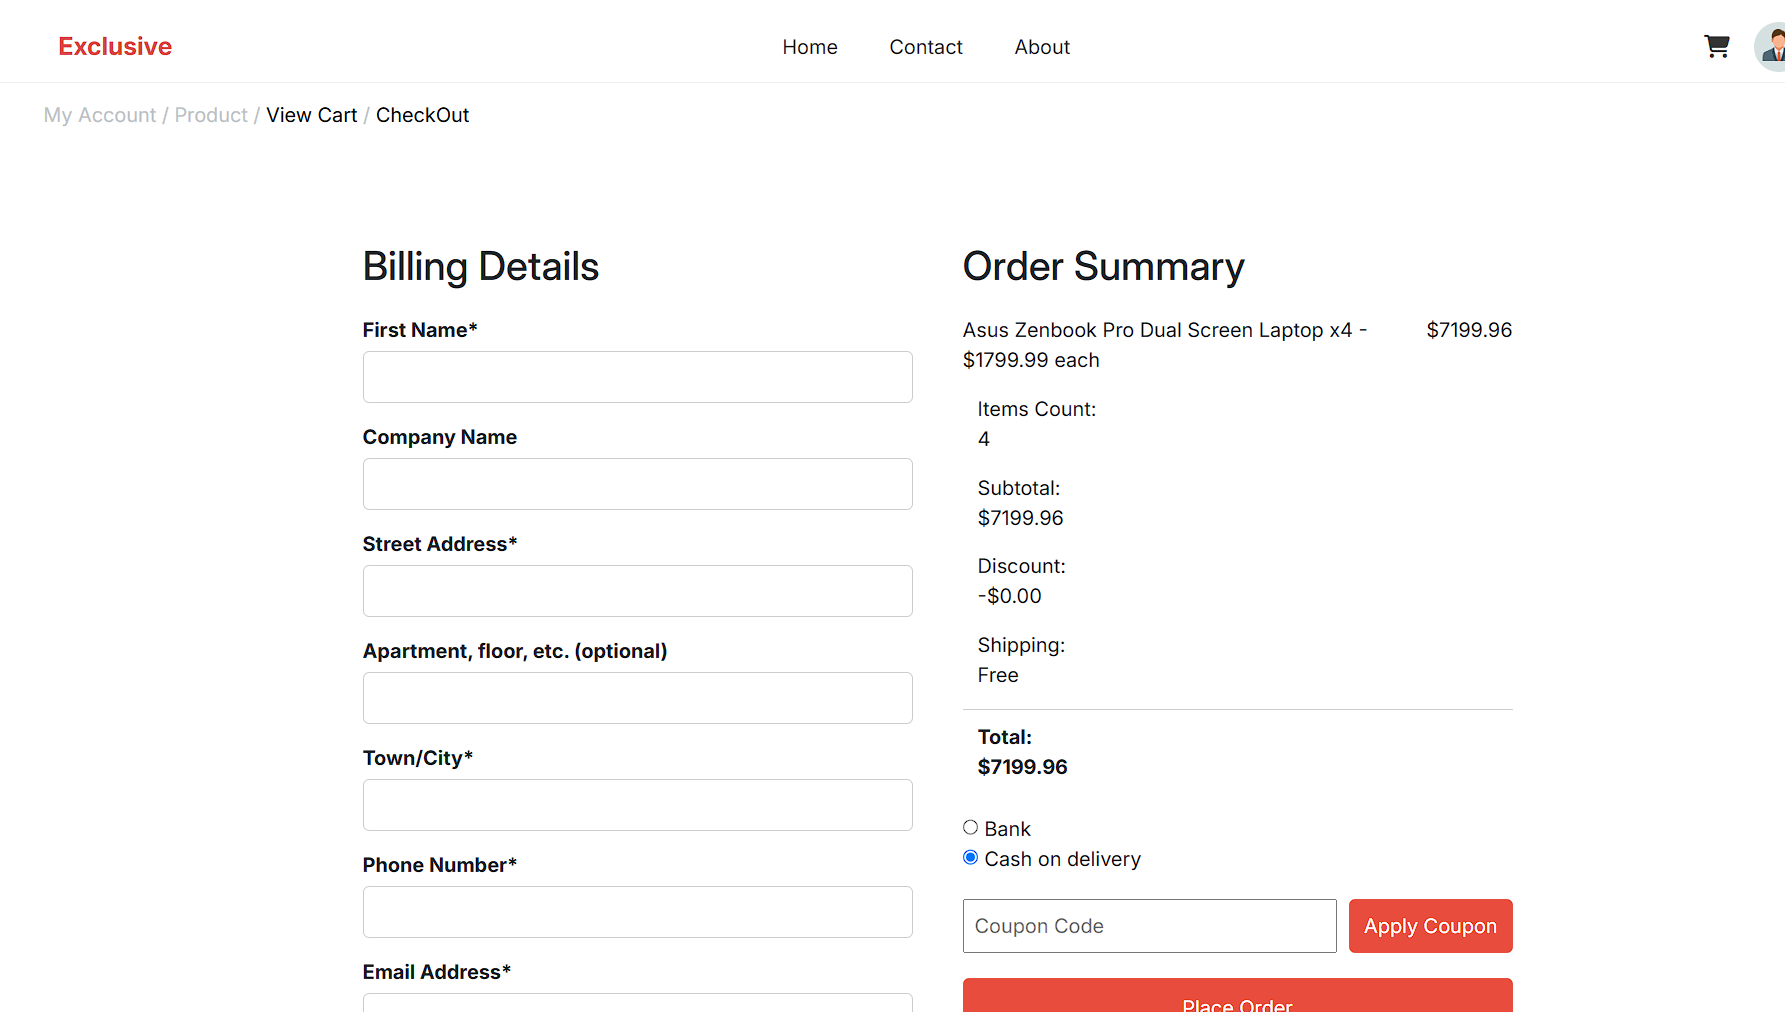 Exclusive
Home
Contact
About
My Account / Product / View Cart / CheckOut
Billing Details
First Name*
Company Name
Street Address*
Apartment, floor, etc. (optional)
Town/City*
Phone Number*
Email Address*
Order Summary
Asus Zenbook Pro Dual Screen Laptop x4 - $7199.96
$1799.99 each
Items Count:
4
Subtotal:
$7199.96
Discount:
-$0.00
Shipping:
Free
Total:
$7199.96
Bank
Cash on delivery
Coupon Code
Apply Coupon
Place Order